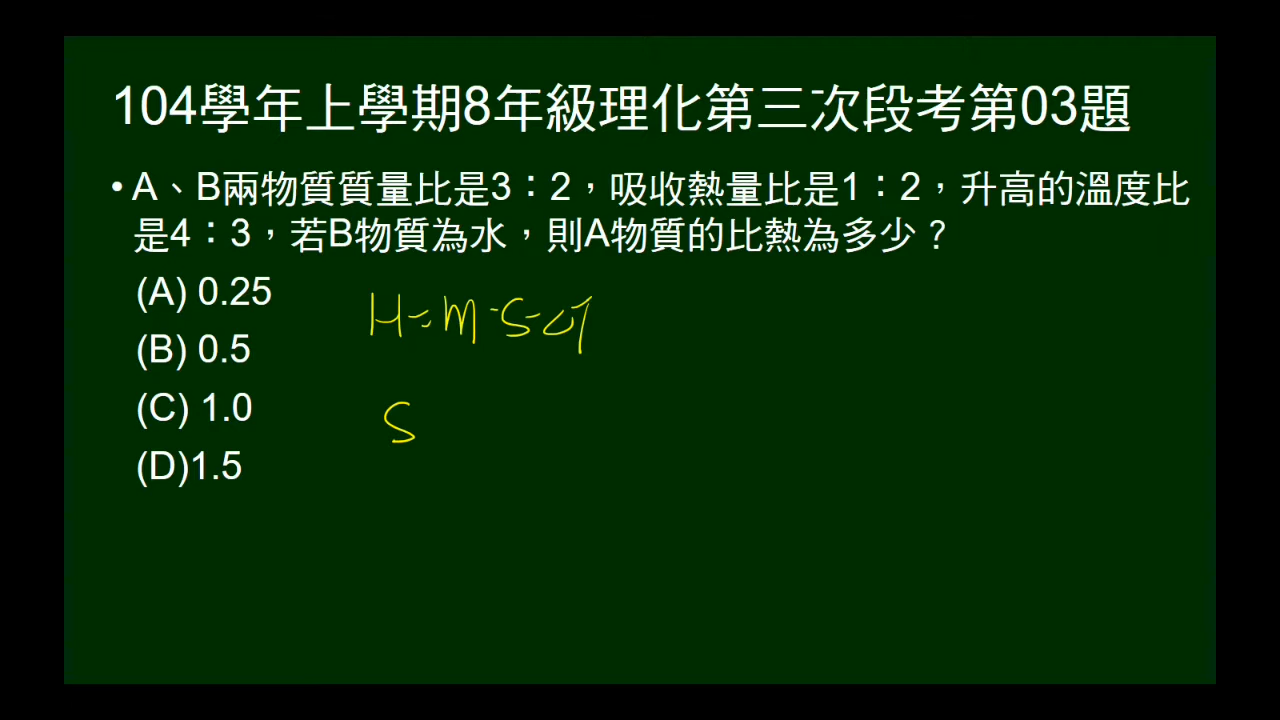 104學年上學期8年級理化第三次段考第03題
• A、B兩物質質量比是3：2，吸收熱量比是1：2，升高的溫度比
是4：3，若B物質為水，則A物質的比熱為多少？
(A) 0.25
(B) 0.5
(C) 1.0
(D)1.5
H=m·S·△T
S